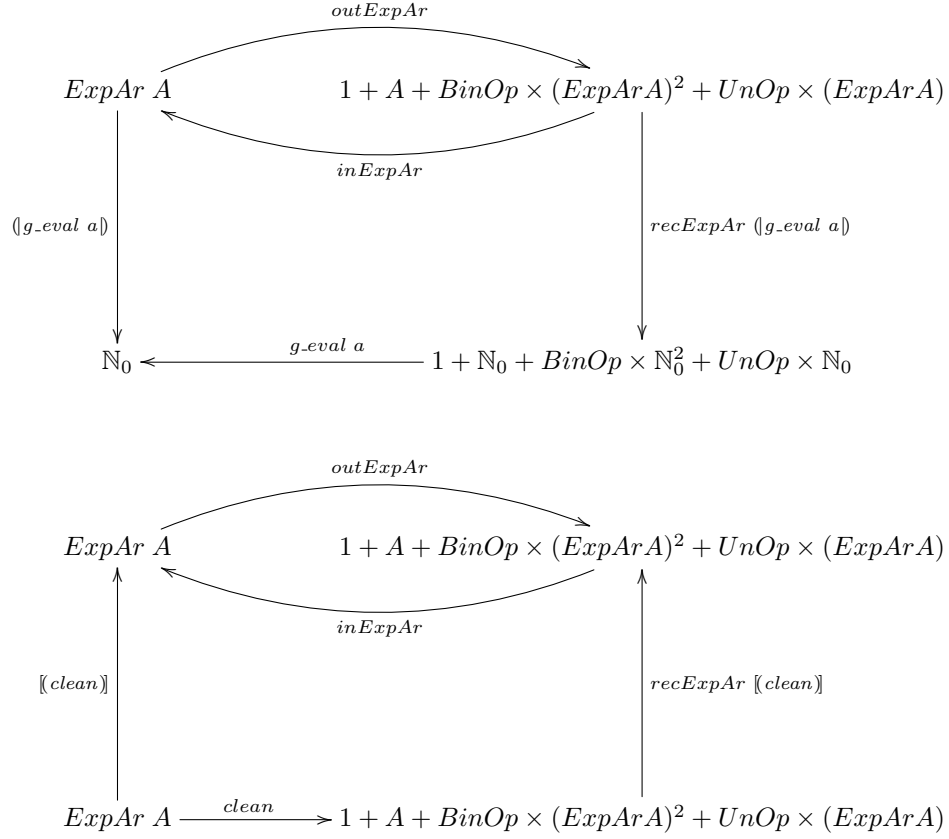 outExpAr
ExpAr A 1 + A + BinOp × (ExpArA)² + UnOp × (ExpArA)
inExpAr
⦇g_eval a⦈ recExpAr ⦇g_eval a⦈
ℕ₀ g_eval a 1 + ℕ₀ + BinOp × ℕ₀² + UnOp × ℕ₀
outExpAr
ExpAr A 1 + A + BinOp × (ExpArA)² + UnOp × (ExpArA)
inExpAr
⟦(clean)⟧ recExpAr ⟦(clean)⟧
ExpAr A clean 1 + A + BinOp × (ExpArA)² + UnOp × (ExpArA)